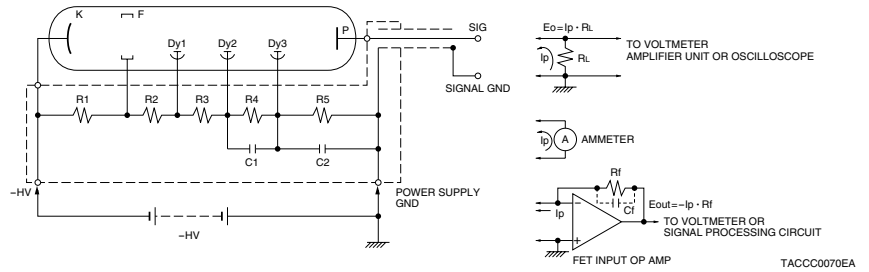 K
F
Dy1
Dy2
Dy3
P
SIG
SIGNAL GND
R1
R2
R3
R4
R5
C1
C2
–HV
POWER SUPPLY
GND
–HV
Eo=Ip · RL
Ip
RL
TO VOLTMETER
AMPLIFIER UNIT OR OSCILLOSCOPE
Ip
A
AMMETER
Rf
Cf
Ip
–
+
Eout=–Ip · Rf
TO VOLTMETER OR
SIGNAL PROCESSING CIRCUIT
FET INPUT OP AMP
TACCC0070EA